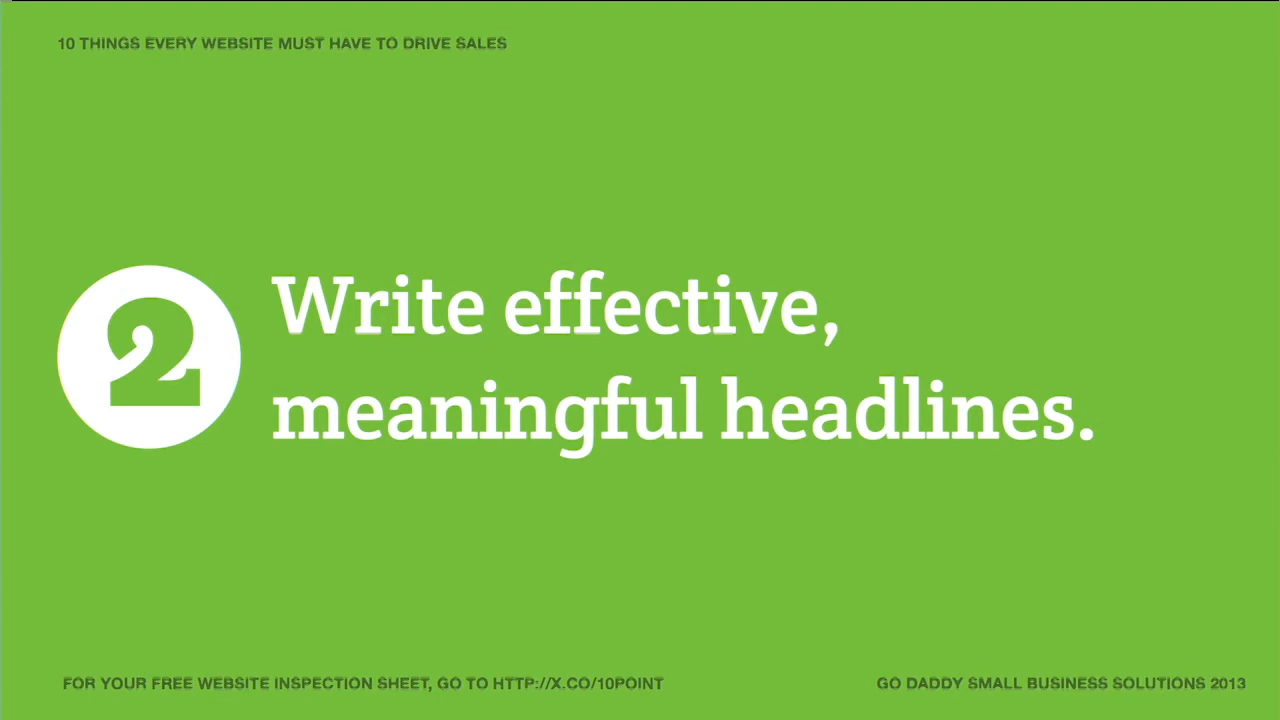 10 THINGS EVERY WEBSITE MUST HAVE TO DRIVE SALES
2
Write effective,
meaningful headlines.
FOR YOUR FREE WEBSITE INSPECTION SHEET, GO TO HTTP://X.CO/10POINT
GO DADDY SMALL BUSINESS SOLUTIONS 2013